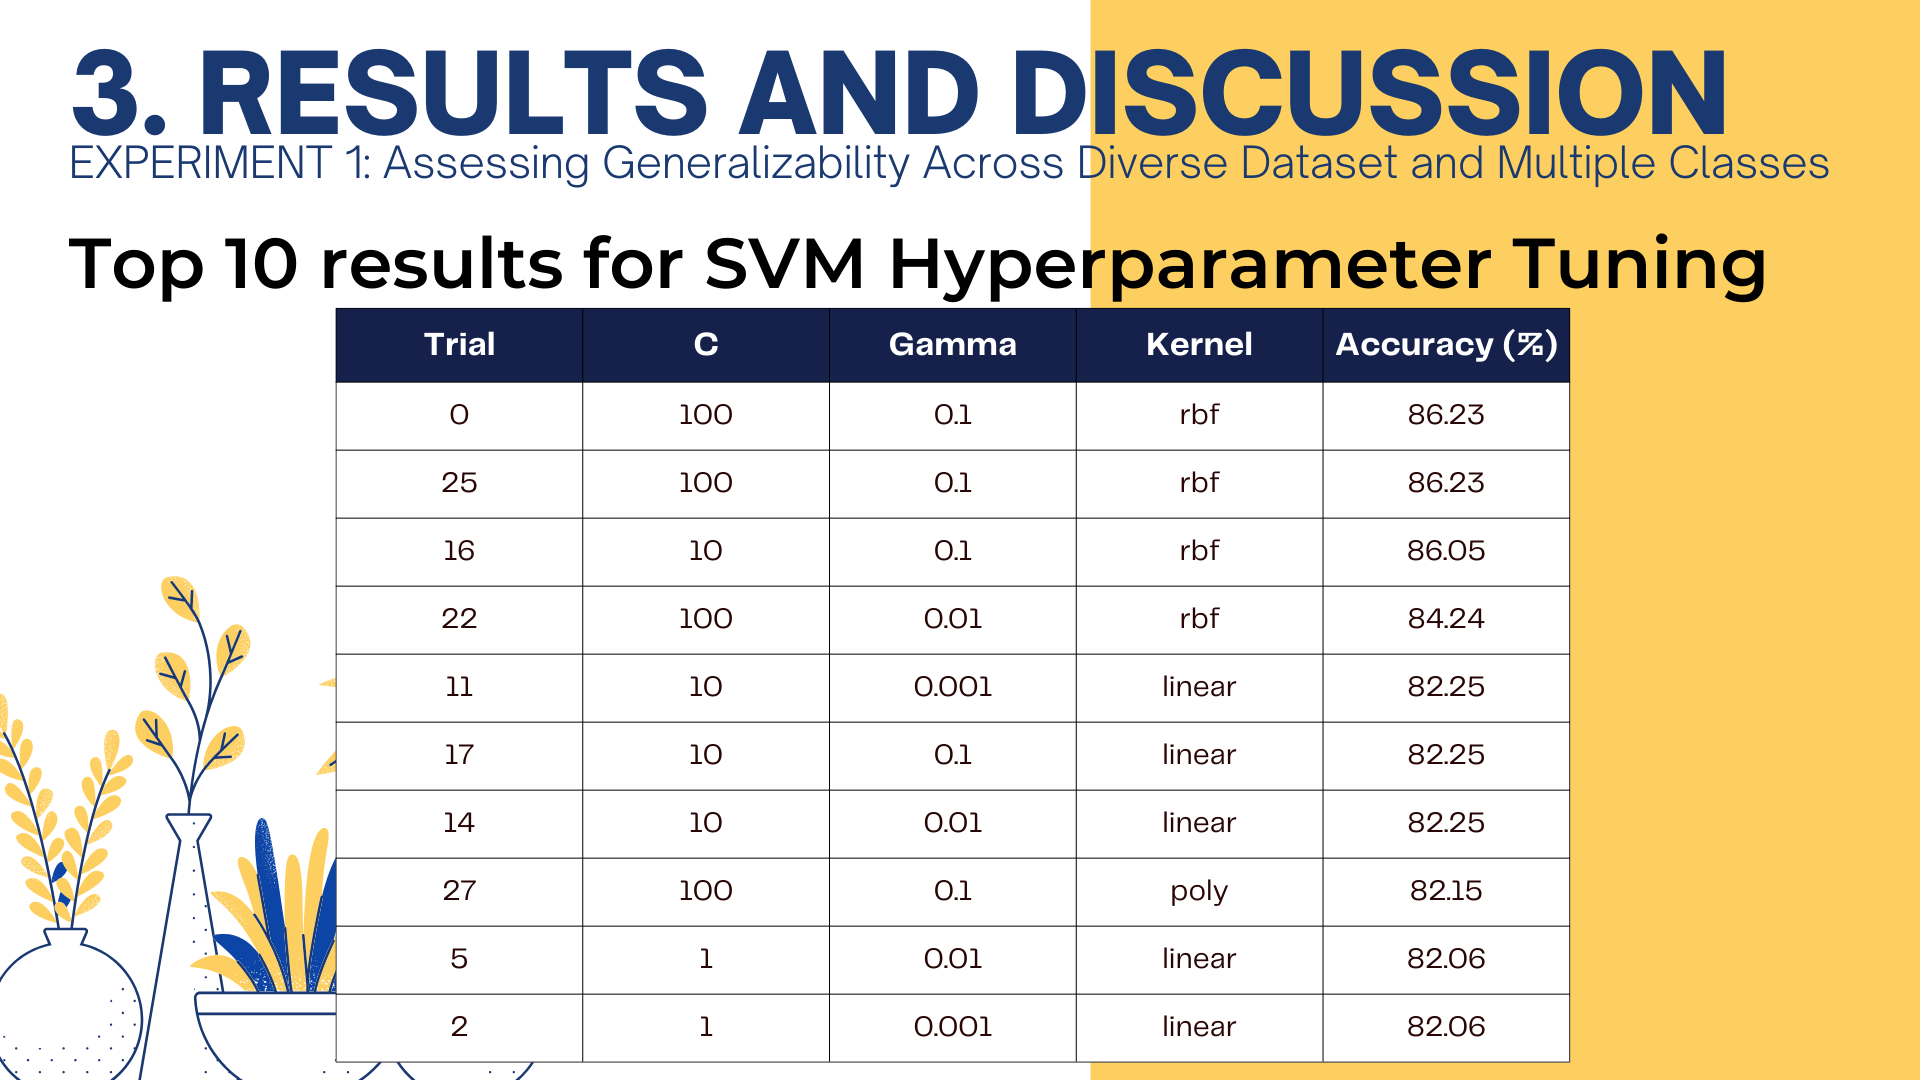 3. RESULTS AND DISCUSSION
EXPERIMENT 1: Assessing Generalizability Across Diverse Dataset and Multiple Classes
Top 10 results for SVM Hyperparameter Tuning
Trial C Gamma Kernel Accuracy (%)
0 100 0.1 rbf 86.23
25 100 0.1 rbf 86.23
16 10 0.1 rbf 86.05
22 100 0.01 rbf 84.24
11 10 0.001 linear 82.25
17 10 0.1 linear 82.25
14 10 0.01 linear 82.25
27 100 0.1 poly 82.15
5 1 0.01 linear 82.06
2 1 0.001 linear 82.06